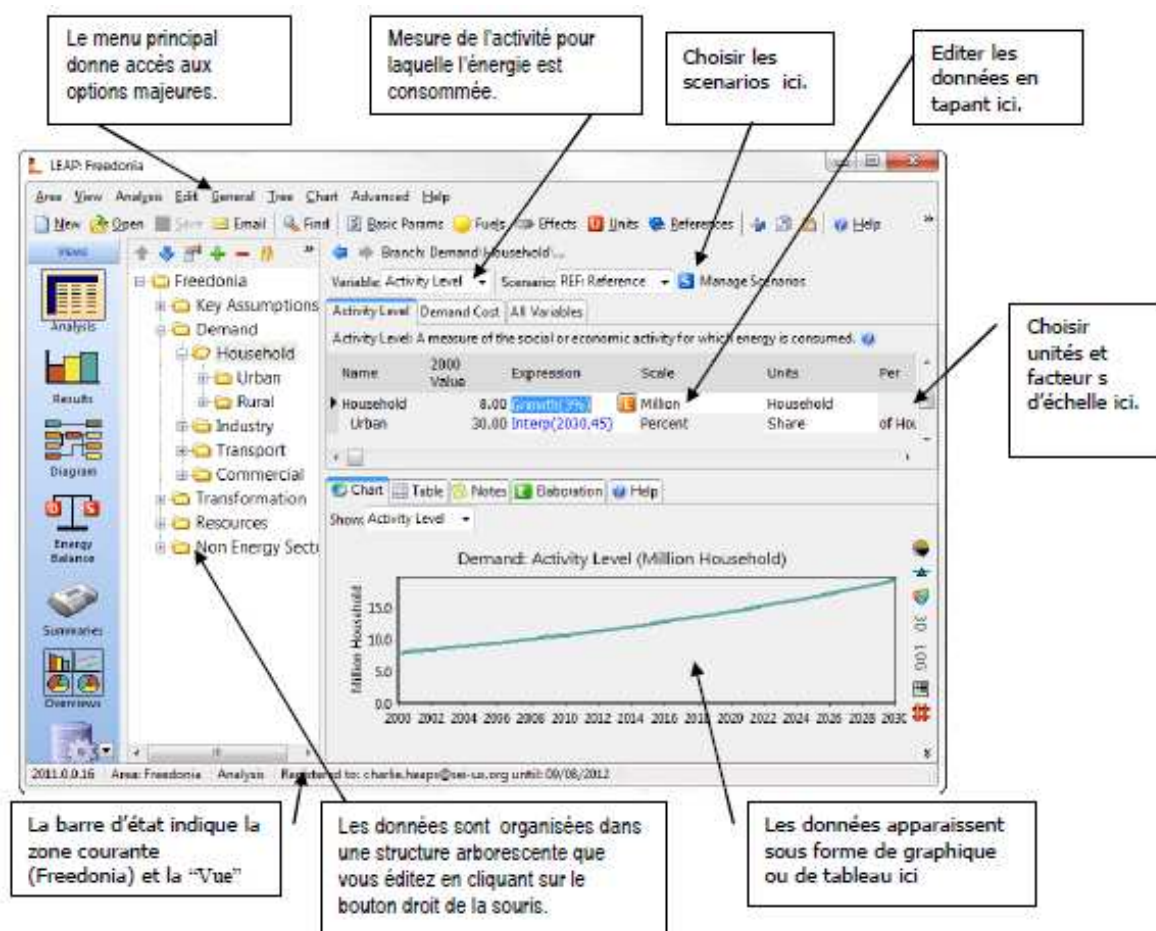 Le menu principal
donne accès aux
options majeures.
Mesure de l'activité pour
laquelle l'énergie est
consommée.
Choisir les
scenarios ici.
Editer les
données en
tapant ici.
LEAP: Freedonia
Area View Analysis Edit General Tree Chart Advanced Help
New Open Save Email Find Basic Params Fuels Effects Units References Help
Views
Branch: Demand\Household\...
Freedonia
Variable: Activity Level Scenario: REF: Reference Manage Scenarios
Key Assumptions
Activity Level Demand Cost All Variables
Analysis
Demand
Activity Level: A measure of the social or economic activity for which energy is consumed.
Household
Name 2000 Value Expression Scale Units Per
Urban
Household 8.00 Growth(3%) Million Household
Results
Rural
Urban 30.00 Interp(2030,45) Percent Share of Hou
Industry
Transport
Diagram
Commercial
Transformation
Chart Table Notes Elaboration Help
Resources
Show: Activity Level
Non Energy Sect
Energy
Balance
Demand: Activity Level (Million Household)
Million Household
15.0
10.0
5.0
0.0
2000 2002 2004 2006 2008 2010 2012 2014 2016 2018 2020 2022 2024 2026 2028 2030
3D
LOG
Summaries
Overviews
2011.0.0.16 Area: Freedonia Analysis Registered to: charlie.heaps@sei-us.org until: 09/08/2012
Choisir
unités et
facteur s
d'échelle ici.
La barre d'état indique la
zone courante
(Freedonia) et la "Vue"
Les données sont organisées dans
une structure arborescente que
vous éditez en cliquant sur le
bouton droit de la souris.
Les données apparaissent
sous forme de graphique
ou de tableau ici